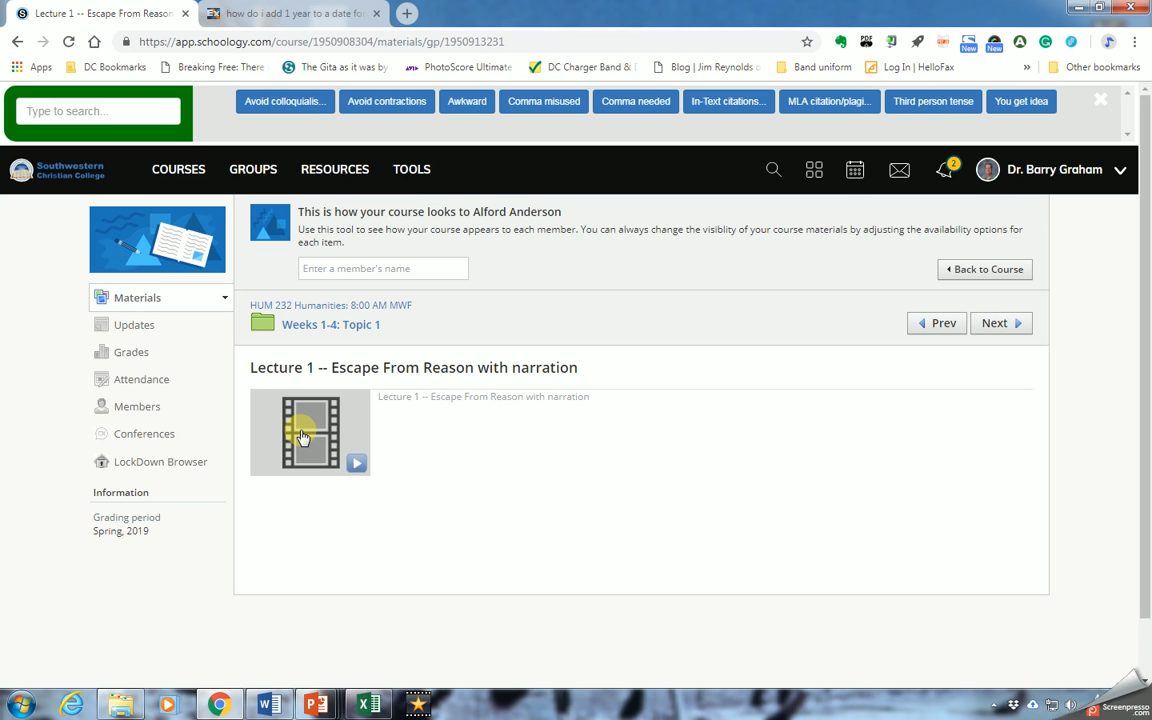 Lecture 1 -- Escape From Reason
how do i add 1 year to a date for
https://app.schoology.com/course/1950908304/materials/gp/1950913231
New
New
Apps
DC Bookmarks
Breaking Free: There
The Gita as it was by
PhotoScore Ultimate
DC Charger Band &
Blog | Jim Reynolds
Band uniform
Log In | HelloFax
»
Other bookmarks
Type to search...
Avoid colloquialis...
Avoid contractions
Awkward
Comma misused
Comma needed
In-Text citations...
MLA citation/plagi...
Third person tense
You get idea
Southwestern
Christian College
COURSES
GROUPS
RESOURCES
TOOLS
2
Dr. Barry Graham
This is how your course looks to Alford Anderson
Use this tool to see how your course appears to each member. You can always change the visiblity of your course materials by adjusting the availability options for
each item.
Enter a member's name
Back to Course
Materials
Updates
Grades
Attendance
Members
Conferences
LockDown Browser
Information
Grading period
Spring, 2019
HUM 232 Humanities: 8:00 AM MWF
Weeks 1-4: Topic 1
Prev
Next
Lecture 1 -- Escape From Reason with narration
Lecture 1 -- Escape From Reason with narration
Screenpresso
.com